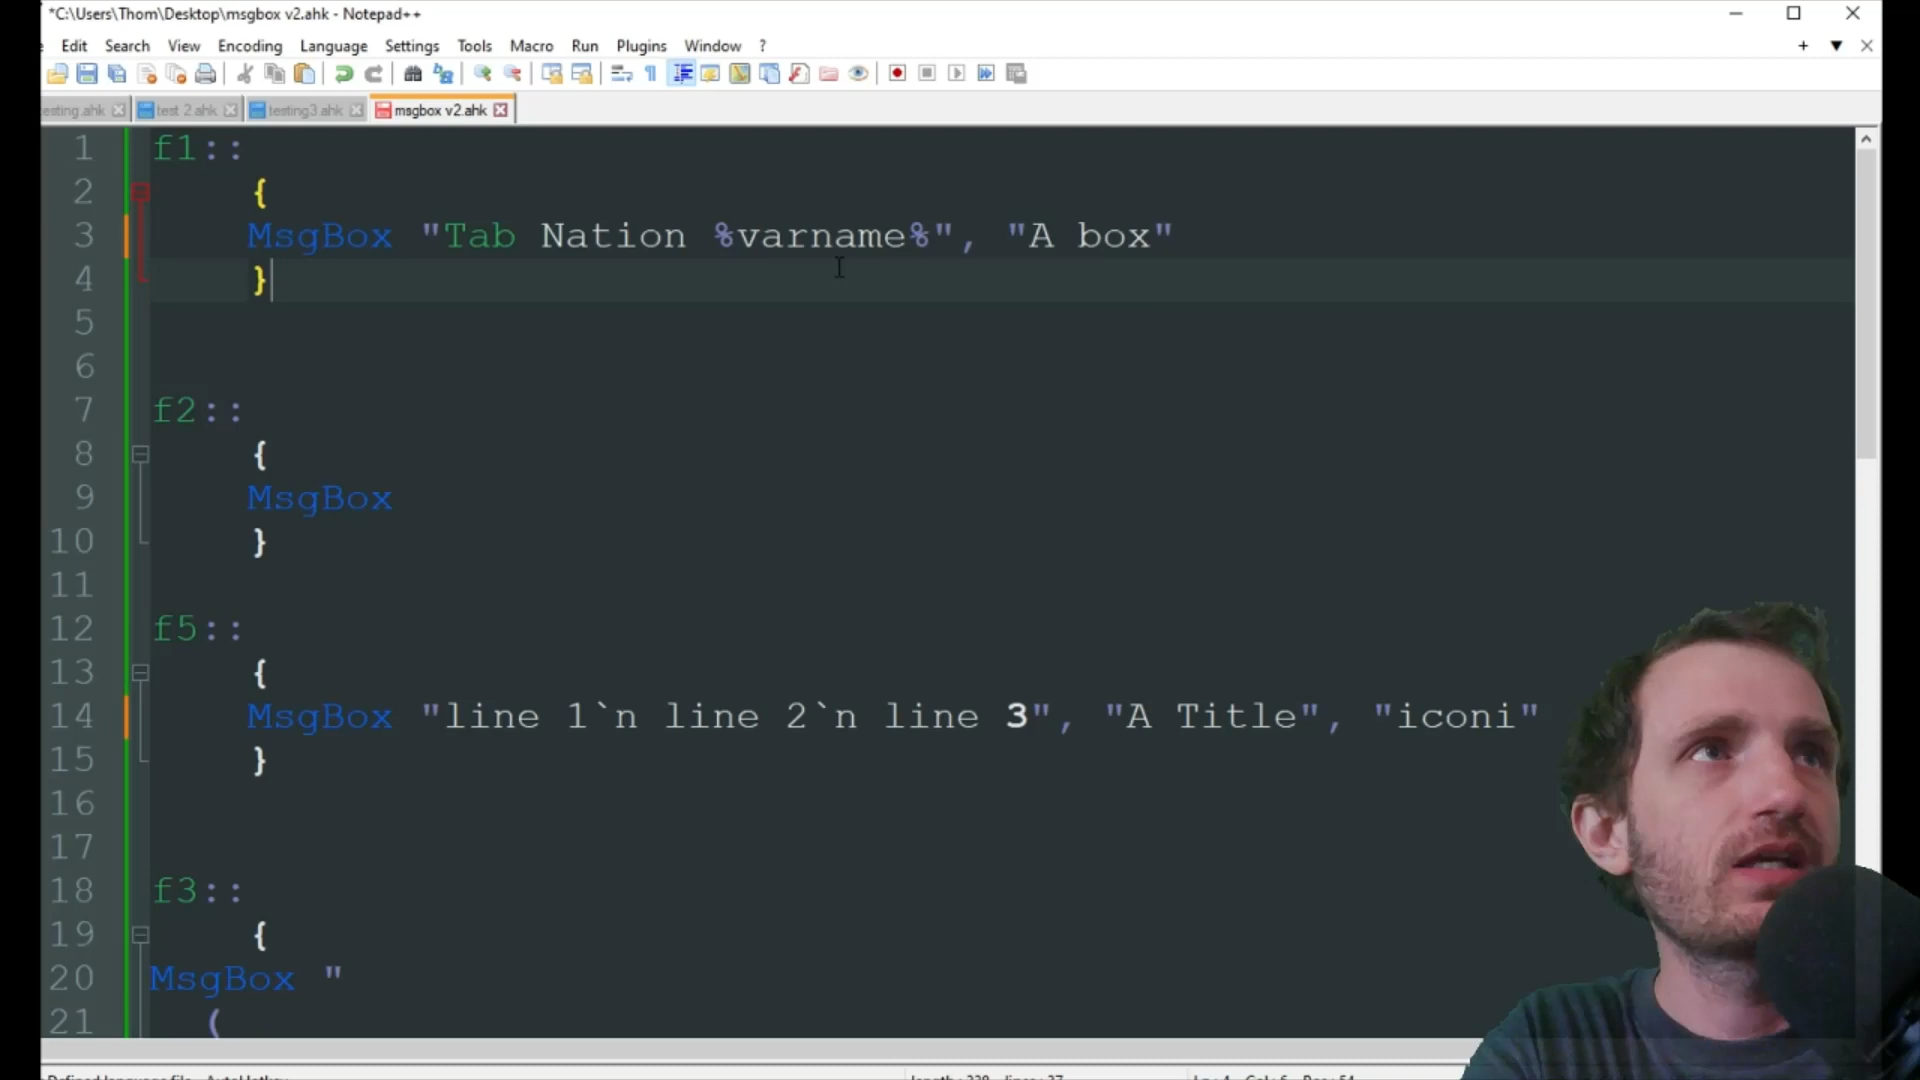 *C:\Users\Thom\Desktop\msgbox v2.ahk - Notepad++
Edit Search View Encoding Language Settings Tools Macro Run Plugins Window ?
esting.ahk test 2.ahk testing3.ahk msgbox v2.ahk
1 f1::
2 {
3 MsgBox "Tab Nation %varname%", "A box"
4 }
5
6
7 f2::
8 {
9 MsgBox
10 }
11
12 f5::
13 {
14 MsgBox "line 1`n line 2`n line 3", "A Title", "iconi"
15 }
16
17
18 f3::
19 {
20 MsgBox "
21 (